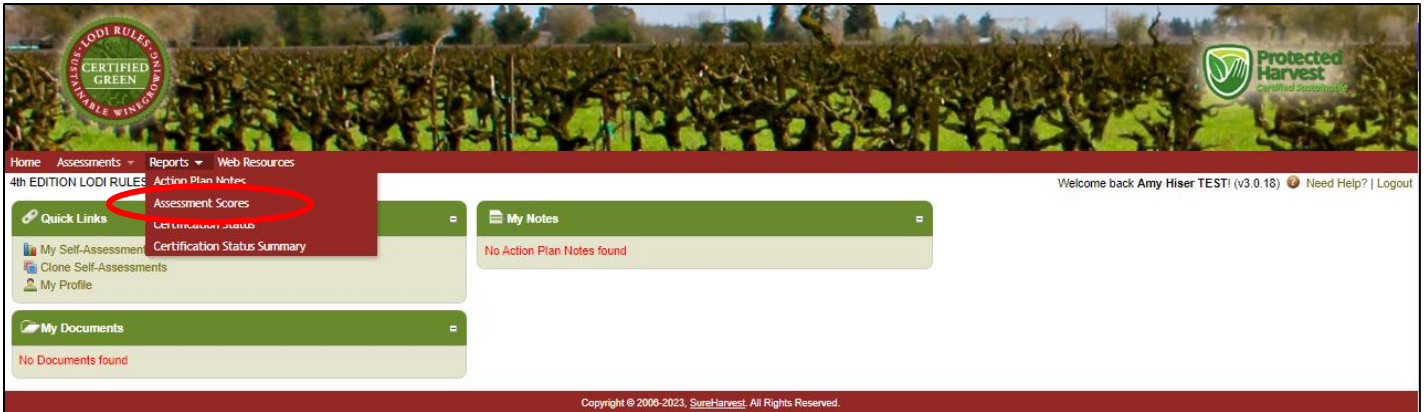 LODI RULES
SUSTAINABLE WINEGROWING
CERTIFIED
GREEN
Protected
Harvest
Certified Sustainable
Home Assessments Reports Web Resources
4th EDITION LODI RULES
Welcome back Amy Hiser TEST! (v3.0.18) Need Help? | Logout
Action Plan Notes
Assessment Scores
Certification Status
Certification Status Summary
Quick Links
My Self-Assessment
Clone Self-Assessments
My Profile
My Notes
No Action Plan Notes found
My Documents
No Documents found
Copyright © 2006-2023, SureHarvest. All Rights Reserved.